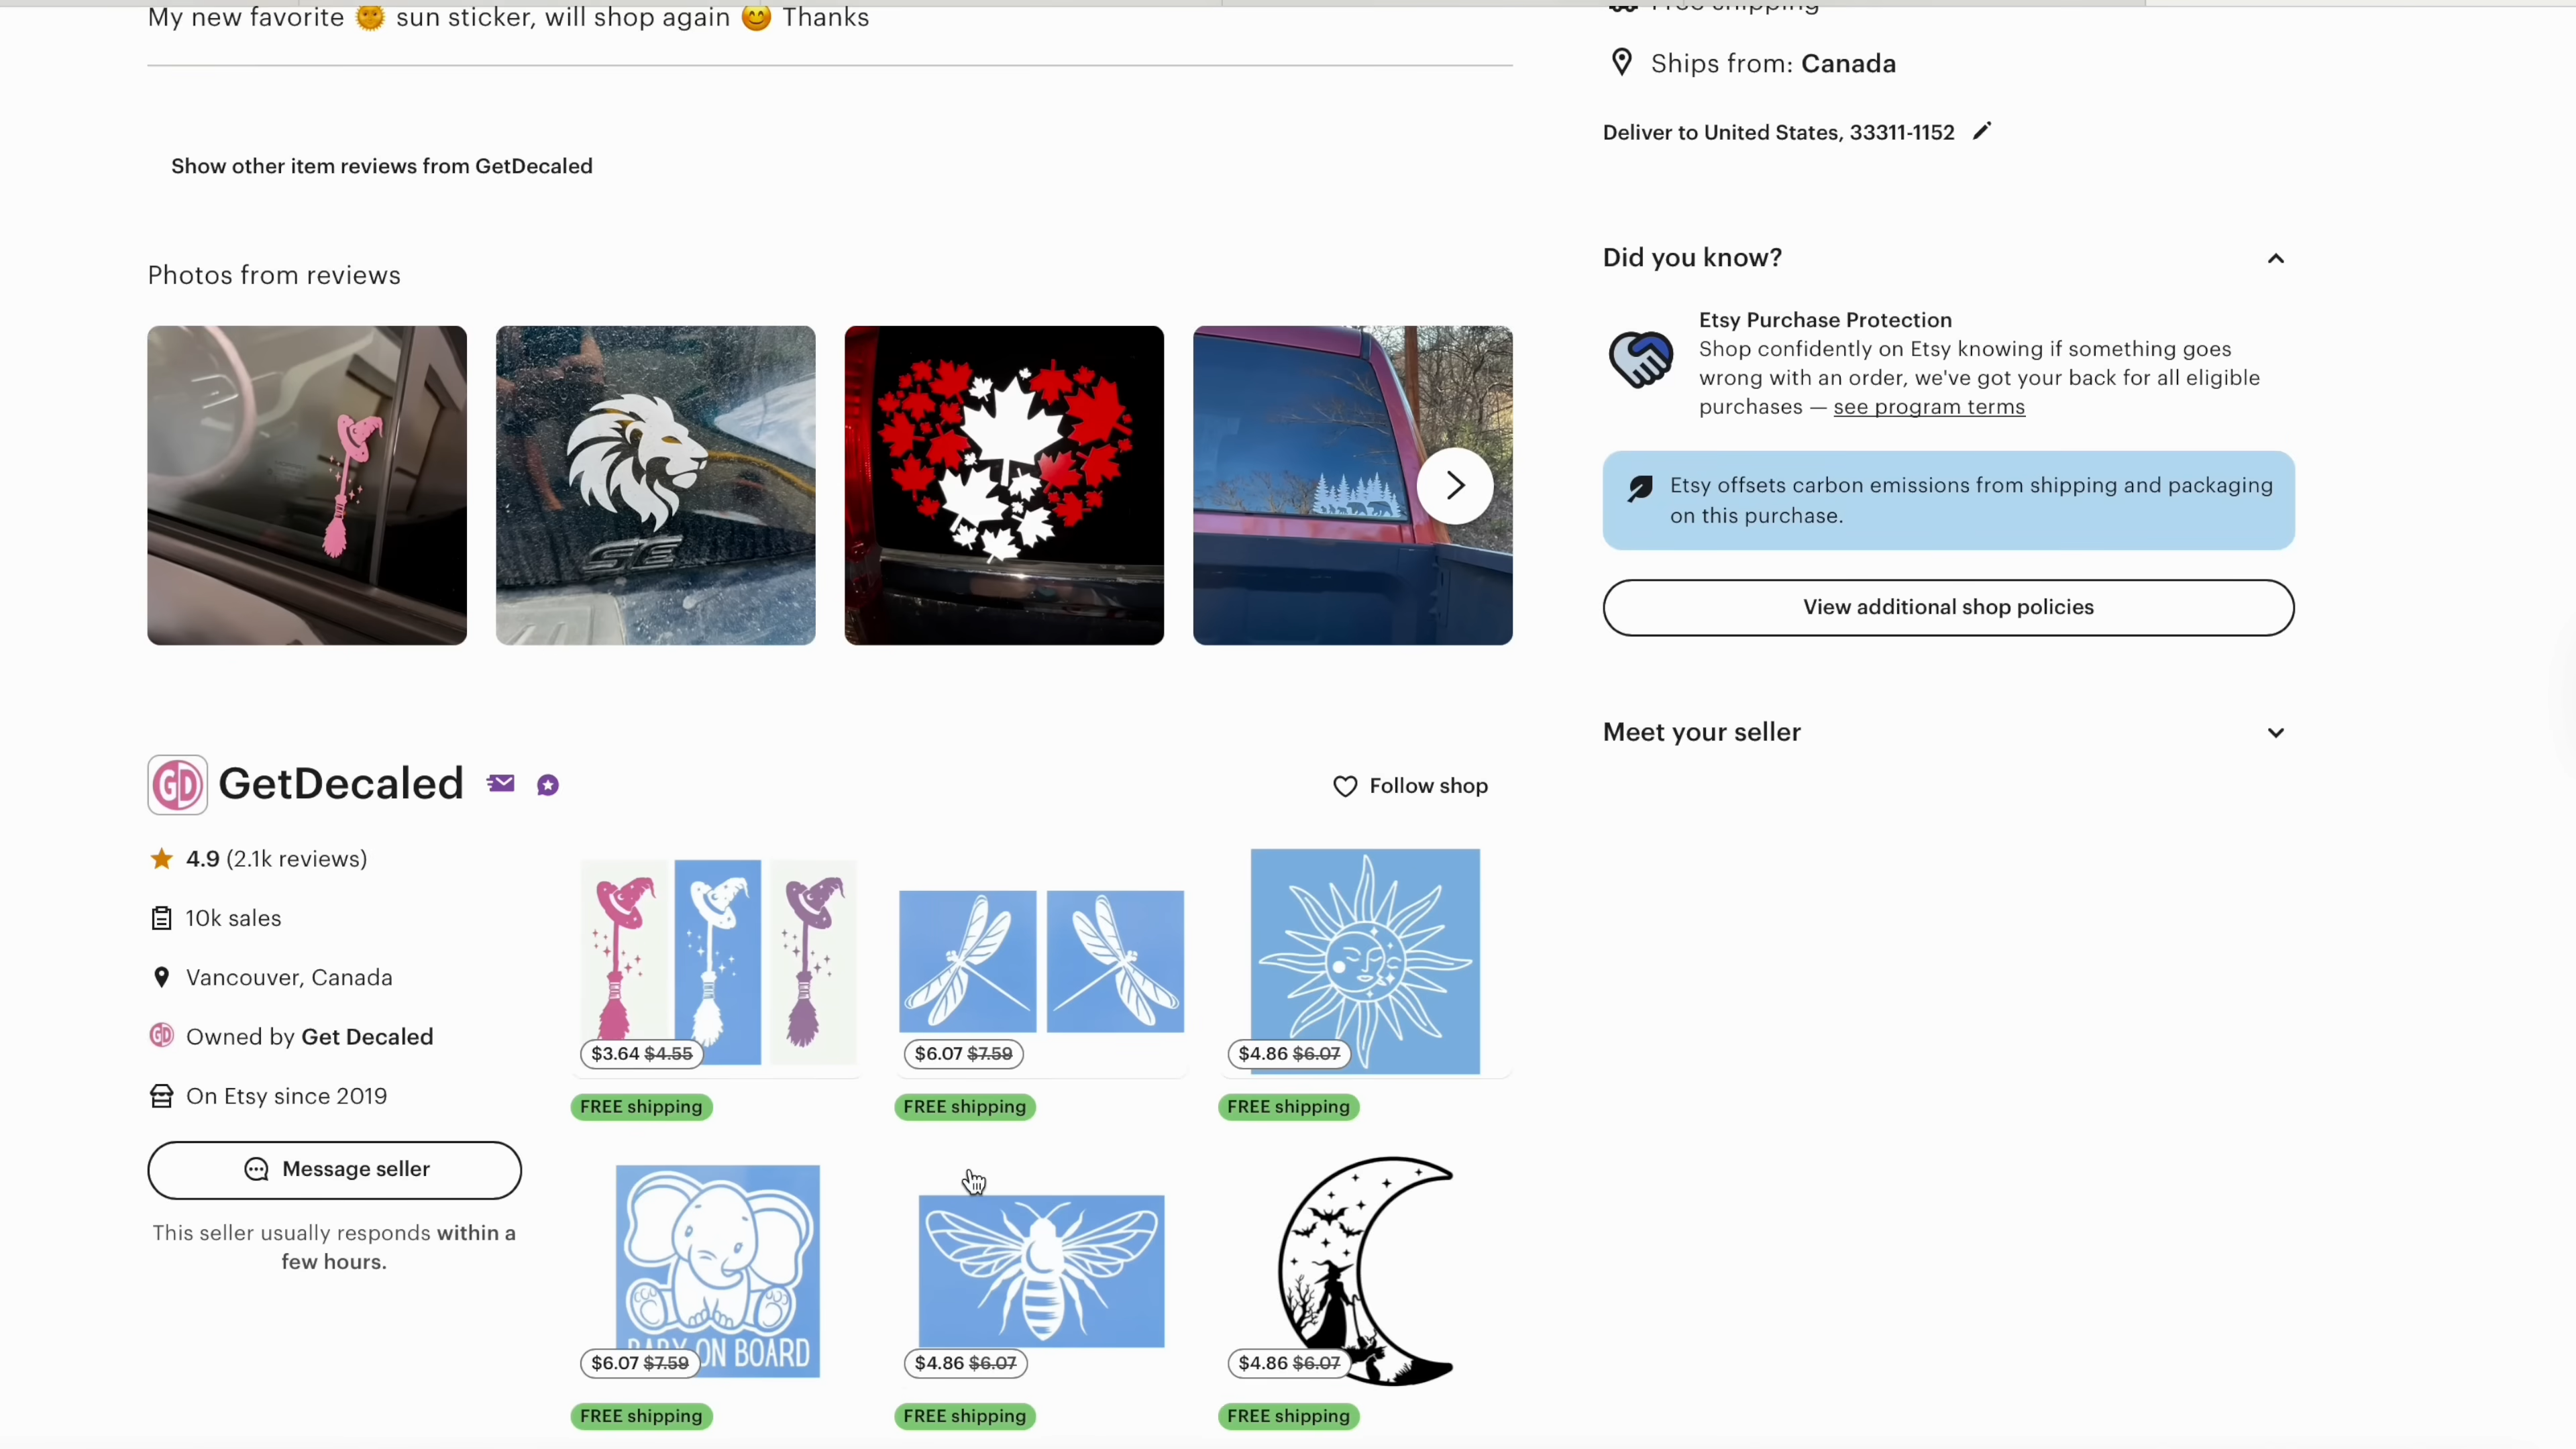 My new favorite 🌞 sun sticker, will shop again 😊 Thanks
Show other item reviews from GetDecaled
Photos from reviews
SE
GD GetDecaled
Follow shop
4.9 (2.1k reviews)
10k sales
Vancouver, Canada
GD Owned by Get Decaled
On Etsy since 2019
Message seller
This seller usually responds within a
few hours.
$3.64 $4.55
FREE shipping
$6.07 $7.59
FREE shipping
$4.86 $6.07
FREE shipping
BABY ON BOARD
$6.07 $7.59
FREE shipping
$4.86 $6.07
FREE shipping
$4.86 $6.07
FREE shipping
Free shipping
Ships from: Canada
Deliver to United States, 33311-1152
Did you know?
Etsy Purchase Protection
Shop confidently on Etsy knowing if something goes
wrong with an order, we've got your back for all eligible
purchases — see program terms
Etsy offsets carbon emissions from shipping and packaging
on this purchase.
View additional shop policies
Meet your seller